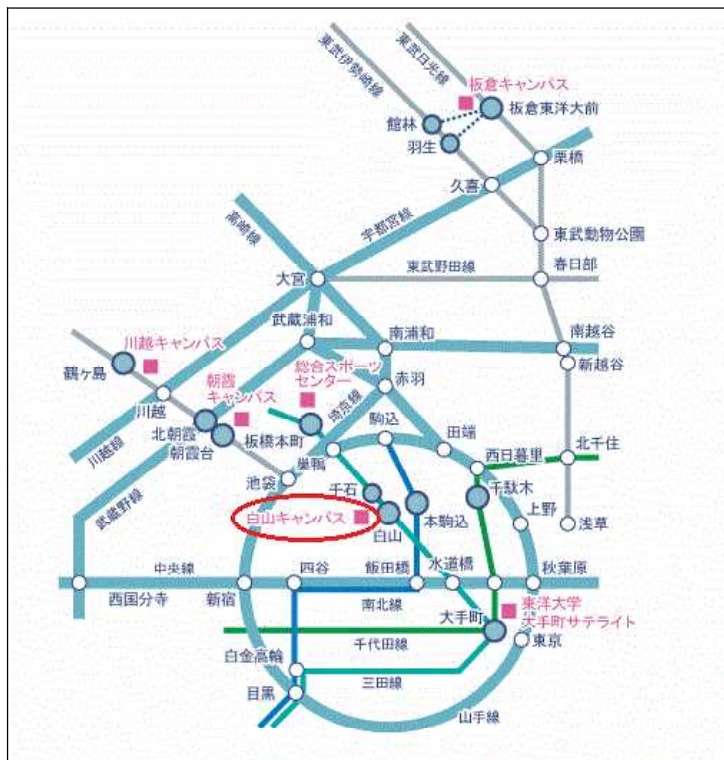 東武伊勢崎線
東武日光線
板倉キャンパス
板倉東洋大前
館林
羽生
栗橋
久喜
高崎線
宇都宮線
東武動物公園
大宮
東武野田線
春日部
武蔵浦和
南浦和
南越谷
新越谷
川越キャンパス
鶴ヶ島
総合スポーツ
センター
赤羽
朝霞
キャンパス
川越
埼京線
駒込
田端
北朝霞
朝霞台
板橋本町
川越線
巣鴨
西日暮里
北千住
池袋
武蔵野線
千石
千駄木
白山キャンパス
白山
本駒込
上野
浅草
中央線
四谷
飯田橋
水道橋
秋葉原
西国分寺
新宿
南北線
大手町
東洋大学
大手町サテライト
千代田線
東京
白金高輪
三田線
目黒
山手線